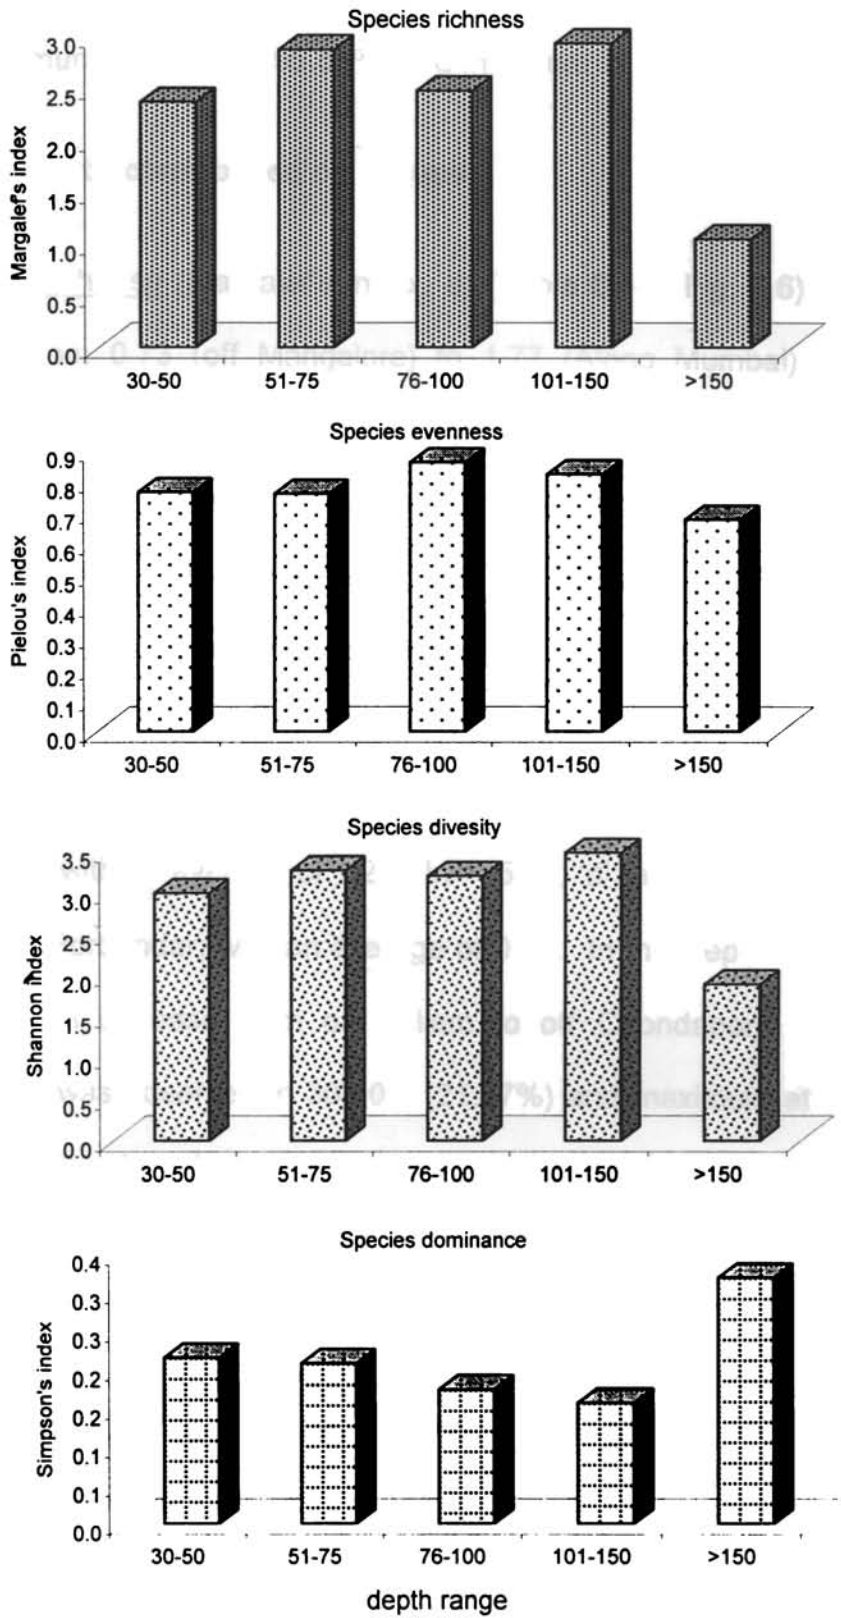 Species richness
Margalef's index
3.0
2.5
2.0
1.5
1.0
0.5
0.0
30-50 51-75 76-100 101-150 >150
Species evenness
Pielou's index
0.9
0.8
0.7
0.6
0.5
0.4
0.3
0.2
0.1
0.0
30-50 51-75 76-100 101-150 >150
Species divesity
Shannon index
3.5
3.0
2.5
2.0
1.5
1.0
0.5
0.0
30-50 51-75 76-100 101-150 >150
Species dominance
Simpson's index
0.4
0.3
0.3
0.2
0.2
0.1
0.1
0.0
30-50 51-75 76-100 101-150 >150
depth range